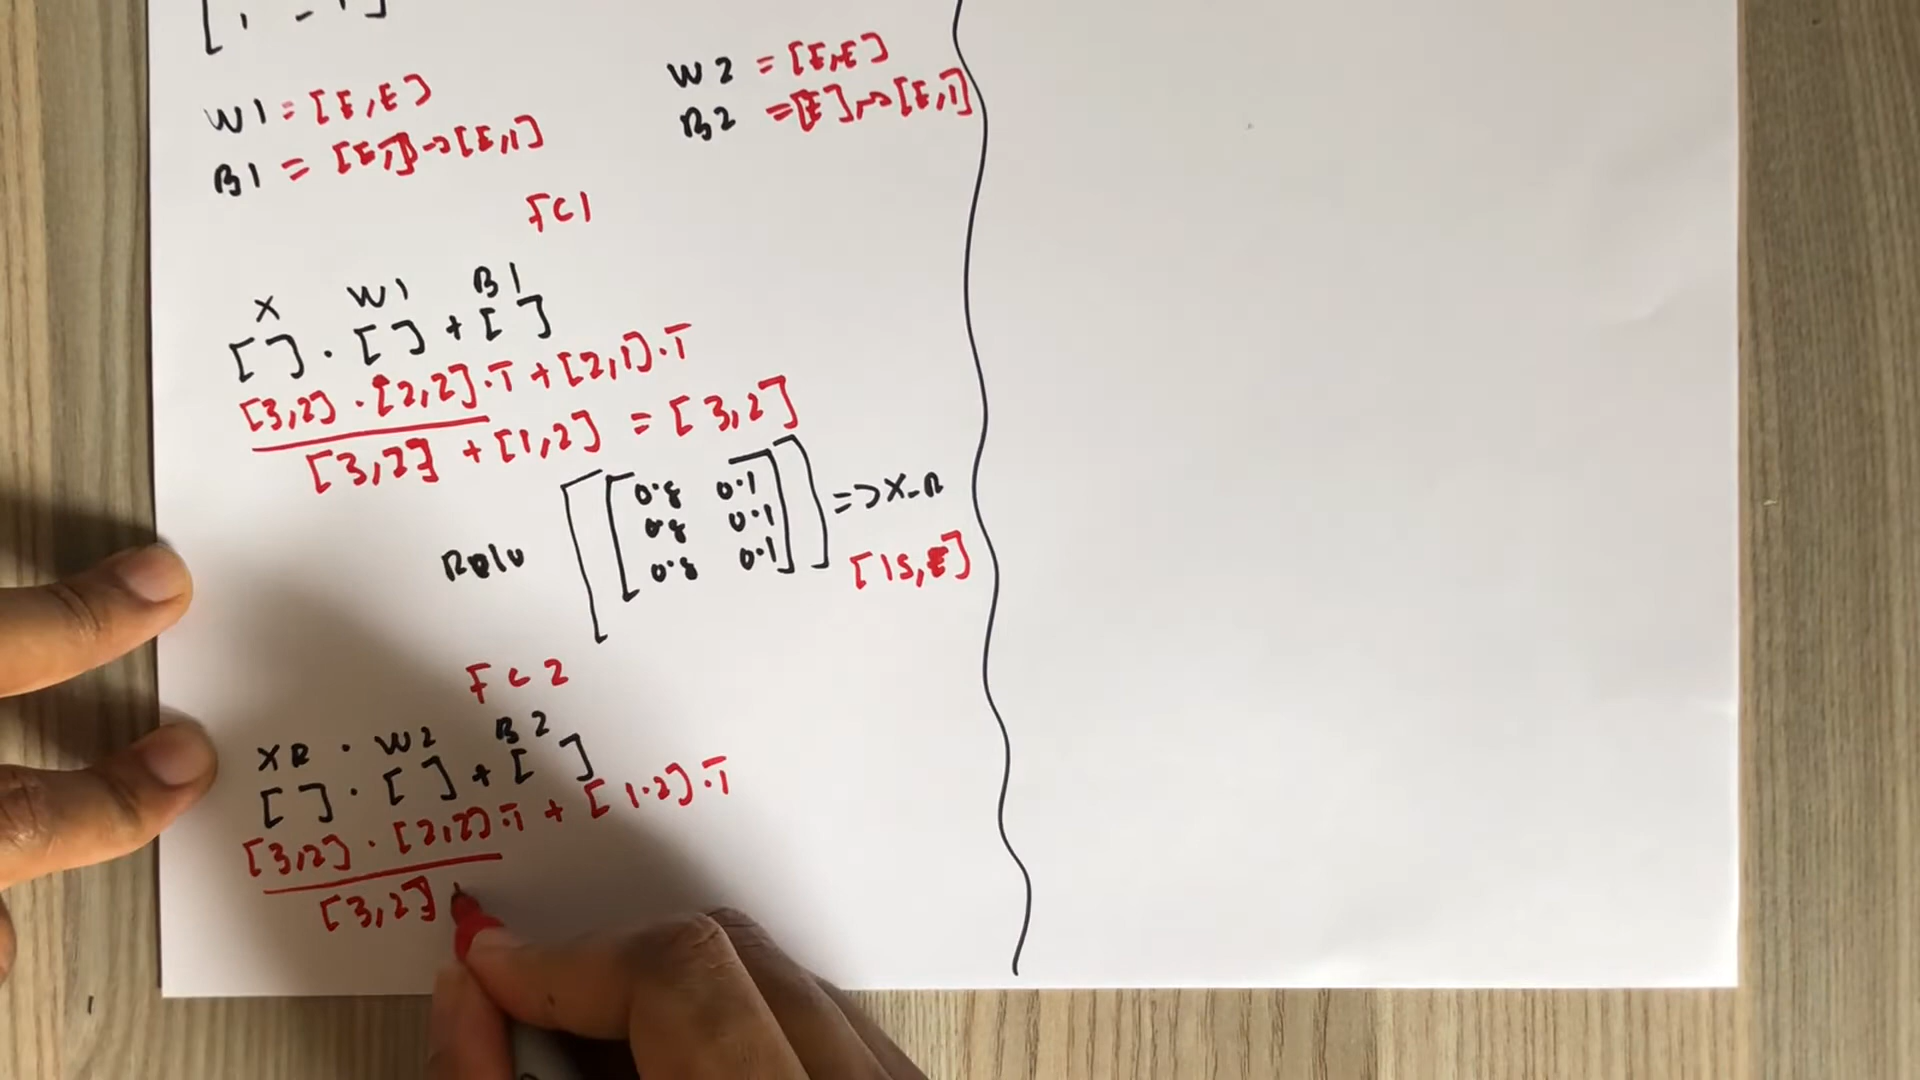 W1 = [E,E]
B1 = [E,1] → [E,1]
W2 = [E,E]
B2 = [E] → [E,1]
FC1
X W1 B1
[ ] . [ ] + [ ]
[3,2] . [2,2].T + [2,1].T
[3,2] + [1,2] = [3,2]
0.8 0.1
0.8 0.1 => X-R
0.8 0.1
Relu
[1S,E]
FC2
XR . W2 B2
[ ] . [ ] + [ ]
[3,2] . [2,2].T + [1.2].T
[3,2]